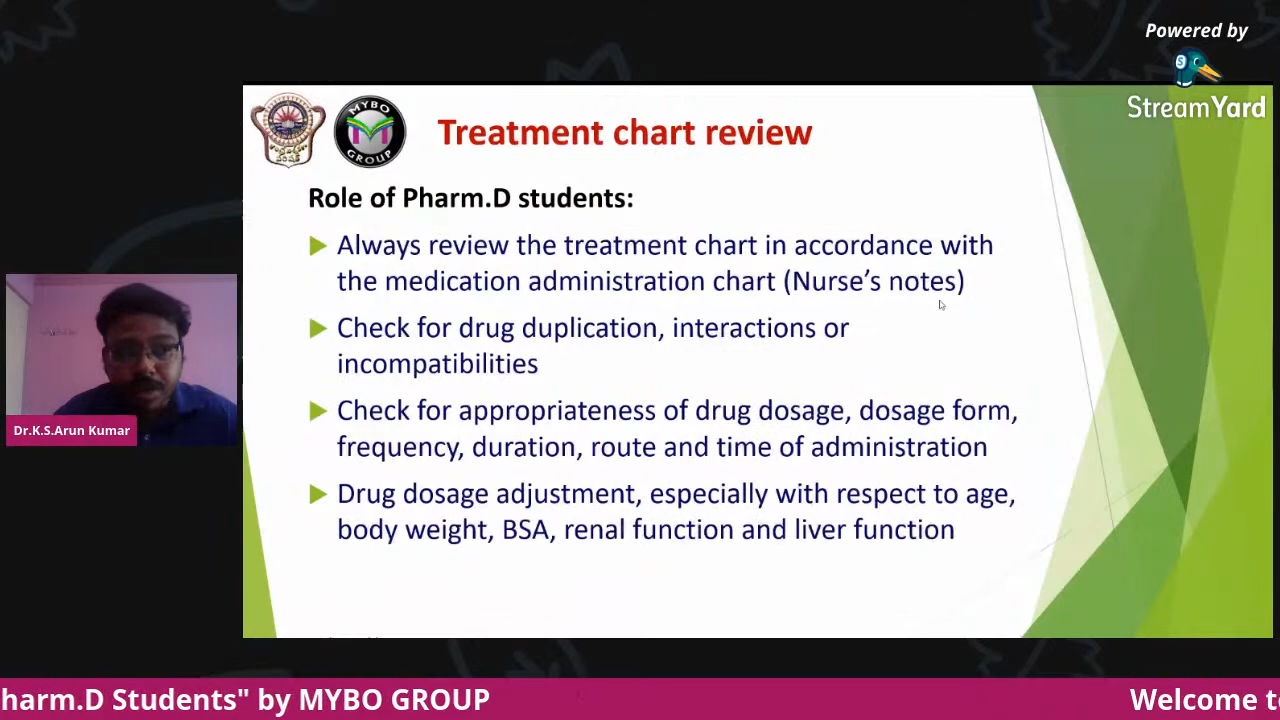 Powered by
StreamYard
MYBO
GROUP
Treatment chart review
Role of Pharm.D students:
Always review the treatment chart in accordance with
the medication administration chart (Nurse's notes)
Check for drug duplication, interactions or
incompatibilities
Check for appropriateness of drug dosage, dosage form,
frequency, duration, route and time of administration
Drug dosage adjustment, especially with respect to age,
body weight, BSA, renal function and liver function
Dr.K.S.Arun Kumar
harm.D Students" by MYBO GROUP
Welcome to